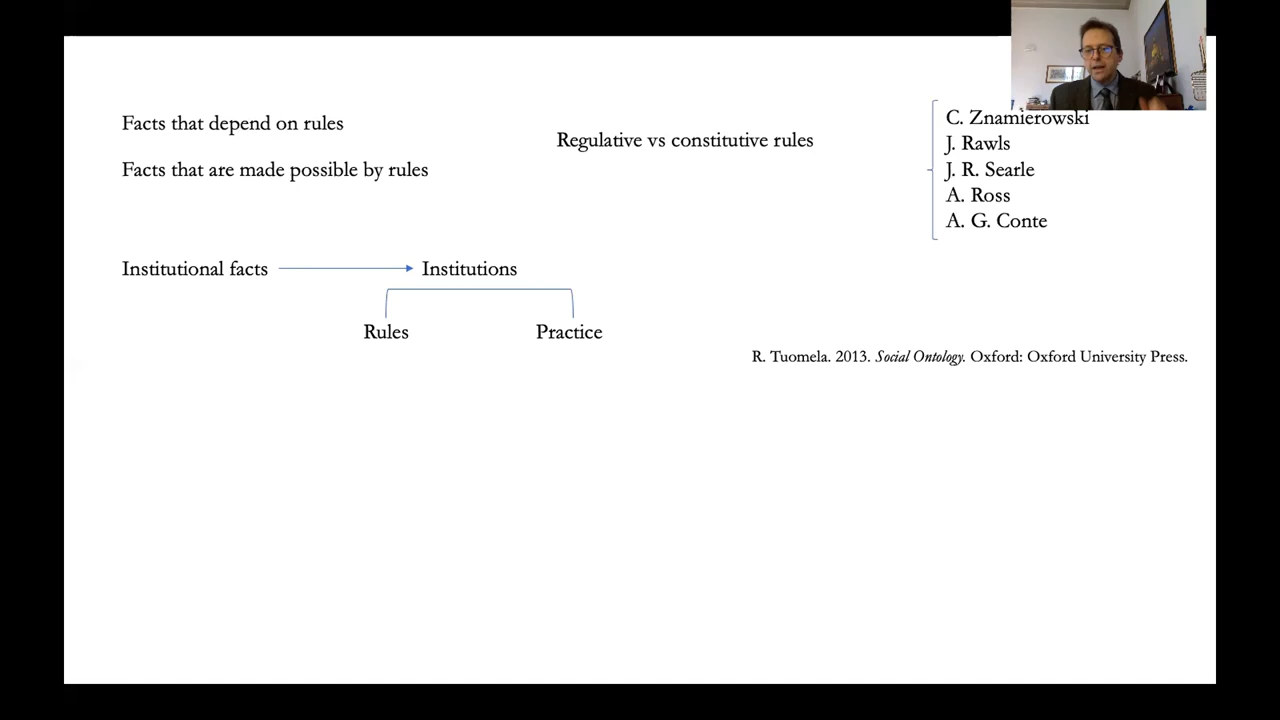 Facts that depend on rules
Facts that are made possible by rules
Regulative vs constitutive rules
C. Znamierowski
J. Rawls
J. R. Searle
A. Ross
A. G. Conte
Institutional facts
Institutions
Rules
Practice
R. Tuomela. 2013. Social Ontology. Oxford: Oxford University Press.